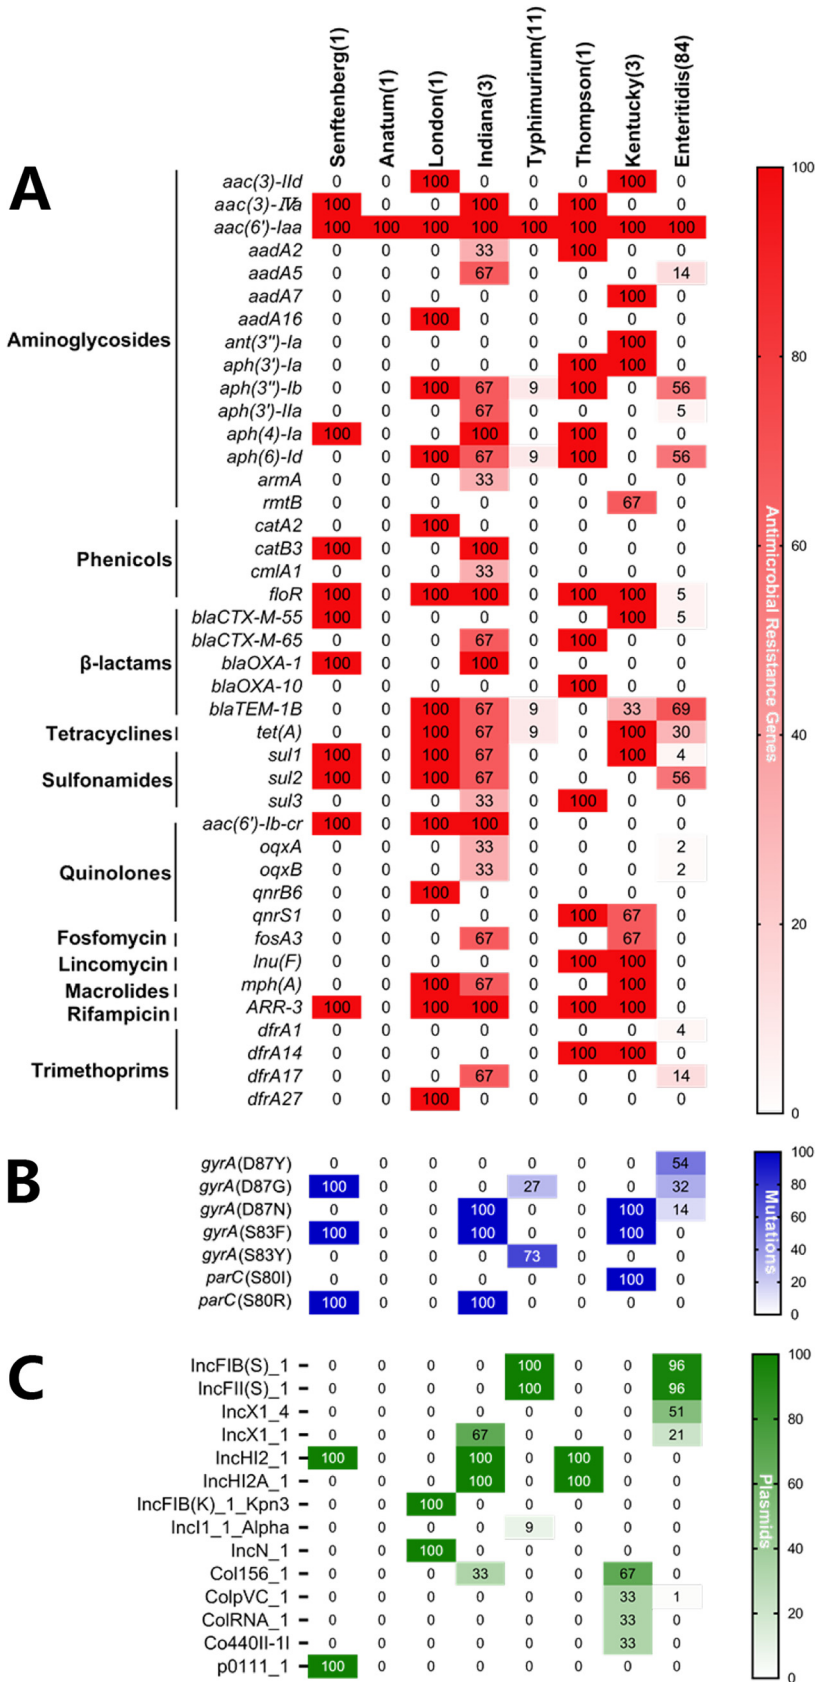 Senftenberg(1) Anatum(1) London(1) Indiana(3) Typhimurium(11) Thompson(1) Kentucky(3) Enteritidis(84)
A
Aminoglycosides
aac(3)-IId 0 0 100 0 0 0 100 0
aac(3)-Ⅳa 100 0 0 100 0 100 0 0
aac(6')-Iaa 100 100 100 100 100 100 100 100
aadA2 0 0 0 33 0 100 0 0
aadA5 0 0 0 67 0 0 0 14
aadA7 0 0 0 0 0 0 100 0
aadA16 0 0 100 0 0 0 0 0
ant(3'')-Ia 0 0 0 0 0 0 100 0
aph(3')-Ia 0 0 0 0 0 100 100 0
aph(3'')-Ib 0 0 100 67 9 100 0 56
aph(3')-IIa 0 0 0 67 0 0 0 5
aph(4)-Ia 100 0 0 100 0 100 0 0
aph(6)-Id 0 0 100 67 9 100 0 56
armA 0 0 0 33 0 0 0 0
rmtB 0 0 0 0 0 0 67 0
Phenicols
catA2 0 0 100 0 0 0 0 0
catB3 100 0 0 100 0 0 0 0
cmlA1 0 0 0 33 0 0 0 0
floR 100 0 100 100 0 100 100 5
β-lactams
blaCTX-M-55 100 0 0 0 0 0 100 5
blaCTX-M-65 0 0 0 67 0 100 0 0
blaOXA-1 100 0 0 100 0 0 0 0
blaOXA-10 0 0 0 0 0 100 0 0
blaTEM-1B 0 0 100 67 9 0 33 69
Tetracyclines
tet(A) 0 0 100 67 9 0 100 30
Sulfonamides
sul1 100 0 100 67 0 0 100 4
sul2 100 0 100 67 0 0 0 56
sul3 0 0 0 33 0 100 0 0
Quinolones
aac(6')-Ib-cr 100 0 100 100 0 0 0 0
oqxA 0 0 0 33 0 0 0 2
oqxB 0 0 0 33 0 0 0 2
qnrB6 0 0 100 0 0 0 0 0
qnrS1 0 0 0 0 0 100 67 0
Fosfomycin
fosA3 0 0 0 67 0 0 67 0
Lincomycin
lnu(F) 0 0 0 0 0 100 100 0
Macrolides
mph(A) 0 0 100 67 0 0 100 0
Rifampicin
ARR-3 100 0 100 100 0 100 100 0
Trimethoprims
dfrA1 0 0 0 0 0 0 0 4
dfrA14 0 0 0 0 0 100 100 0
dfrA17 0 0 0 67 0 0 0 14
dfrA27 0 0 100 0 0 0 0 0
100
80
60
40
20
0
Antimicrobial Resistance Genes
B
gyrA(D87Y) 0 0 0 0 0 0 0 54
gyrA(D87G) 100 0 0 0 27 0 0 32
gyrA(D87N) 0 0 0 100 0 0 100 14
gyrA(S83F) 100 0 0 100 0 0 100 0
gyrA(S83Y) 0 0 0 0 73 0 0 0
parC(S80I) 0 0 0 0 0 0 100 0
parC(S80R) 100 0 0 100 0 0 0 0
100
80
60
40
20
0
Mutations
C
IncFIB(S)_1 0 0 0 0 100 0 0 96
IncFII(S)_1 0 0 0 0 100 0 0 96
IncX1_4 0 0 0 0 0 0 0 51
IncX1_1 0 0 0 67 0 0 0 21
IncHI2_1 100 0 0 100 0 100 0 0
IncHI2A_1 0 0 0 100 0 100 0 0
IncFIB(K)_1_Kpn3 0 0 100 0 0 0 0 0
IncI1_1_Alpha 0 0 0 0 9 0 0 0
IncN_1 0 0 100 0 0 0 0 0
Col156_1 0 0 0 33 0 0 67 0
ColpVC_1 0 0 0 0 0 0 33 1
ColRNA_1 0 0 0 0 0 0 33 0
Co440II-1I 0 0 0 0 0 0 33 0
p0111_1 100 0 0 0 0 0 0 0
100
80
60
40
20
0
Plasmids